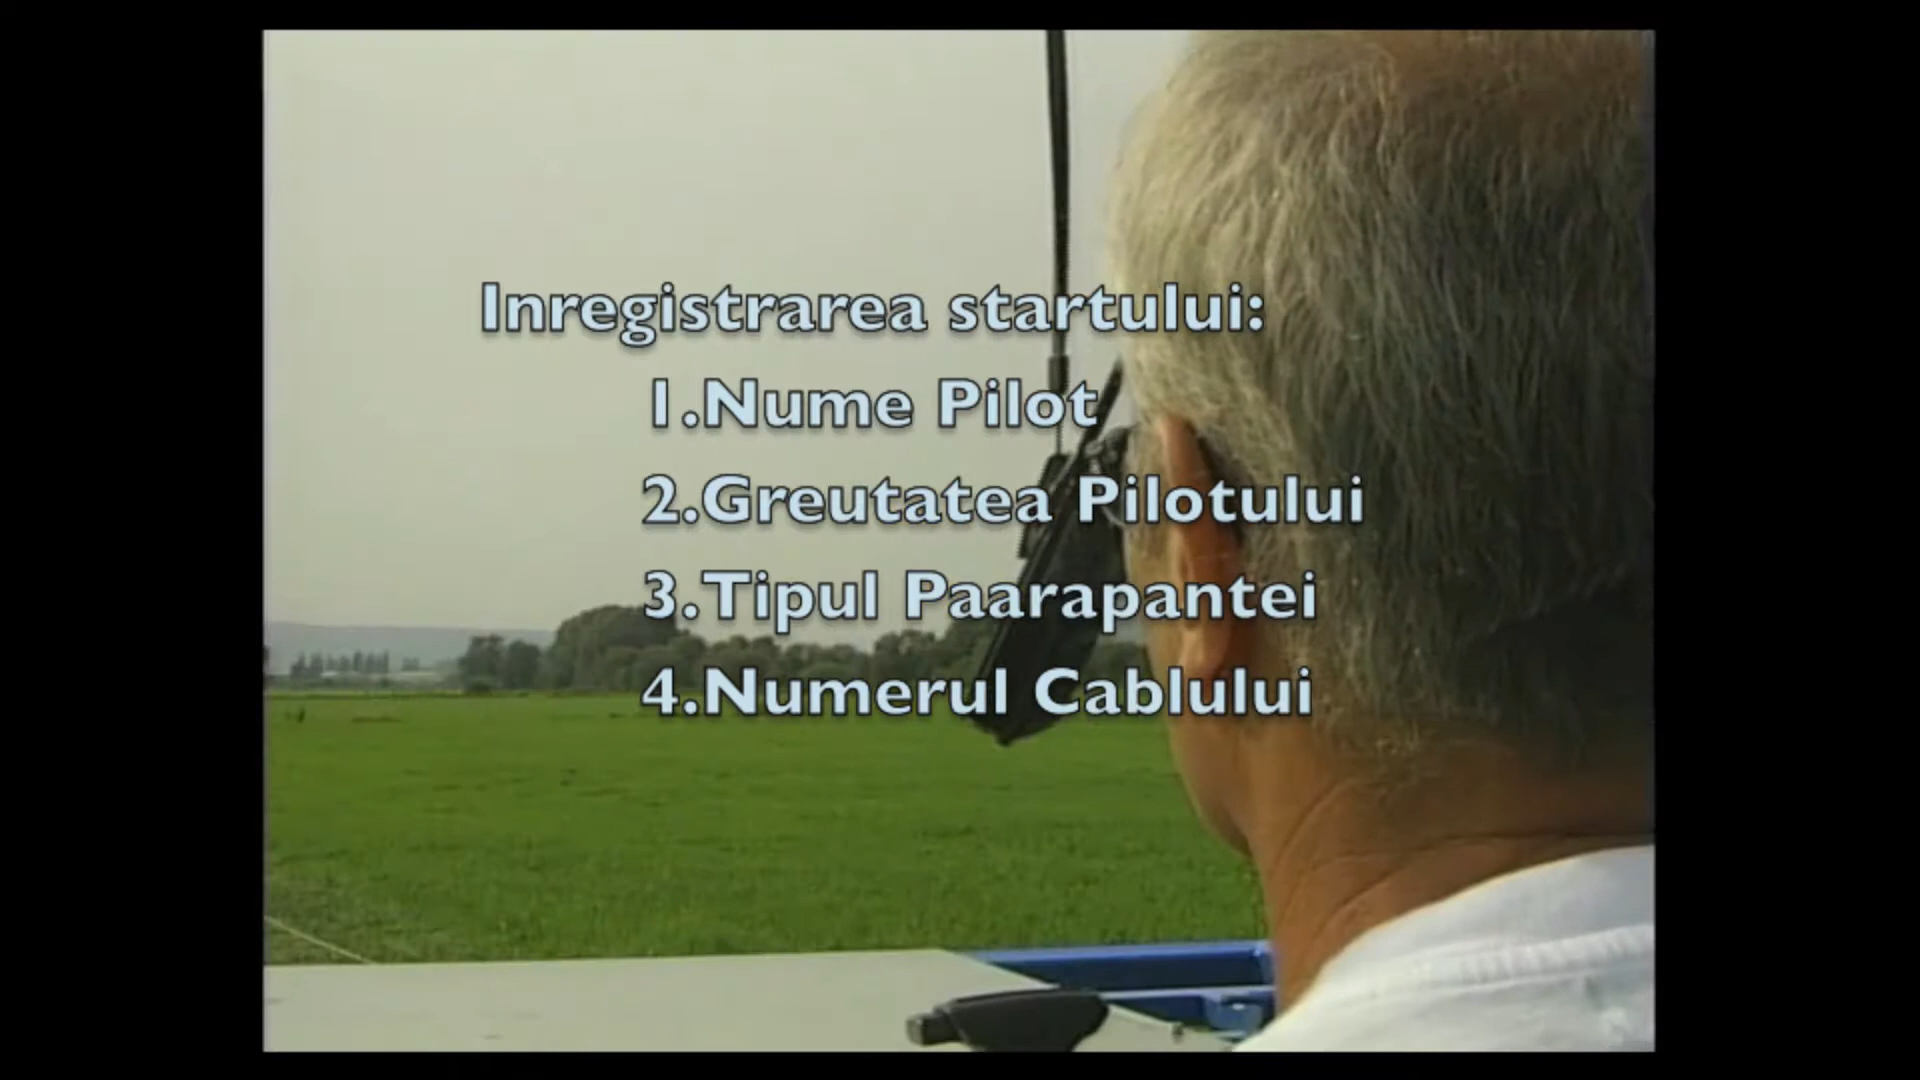 Inregistrarea startului:
1.Nume Pilot
2.Greutatea Pilotului
3.Tipul Paarapantei
4.Numerul Cablului